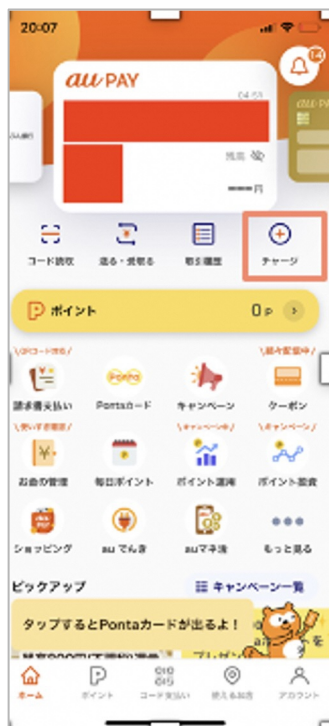 20:07
14
au PAY
04:51
残高
円
コード読取
送る・受取る
取引履歴
チャージ
ポイント
0 P
請求書支払い
Pontaカード
キャンペーン
クーポン
お金の管理
毎日ポイント
ポイント運用
ポイント投資
ショッピング
au でんき
auマネ活
もっと見る
ピックアップ
キャンペーン一覧
タップするとPontaカードが出るよ！
ホーム
ポイント
コード支払い
使えるお店
アカウント